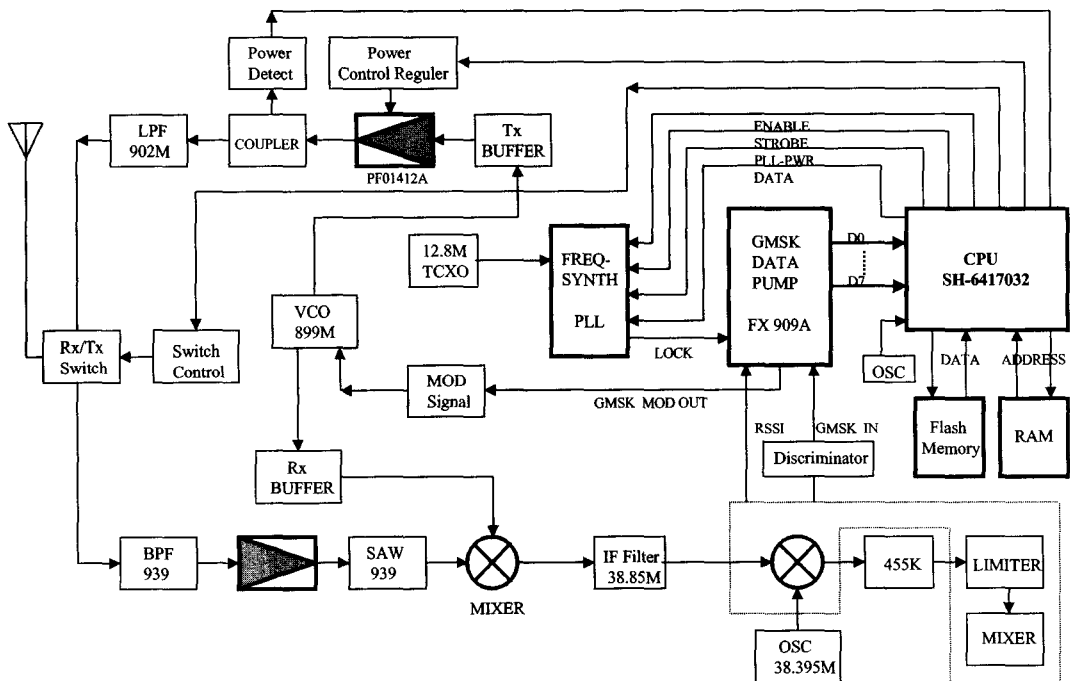 Power
Detect
Power
Control Reguler
LPF
902M
COUPLER
PF01412A
Tx
BUFFER
ENABLE
STROBE
PLL-PWR
DATA
12.8M
TCXO
FREQ-
SYNTH
PLL
GMSK
DATA
PUMP
FX 909A
D0
D7
CPU
SH-6417032
VCO
899M
Rx/Tx
Switch
Switch
Control
LOCK
OSC
DATA
ADDRESS
MOD
Signal
GMSK MOD OUT
RSSI
GMSK IN
Flash
Memory
RAM
Discriminator
Rx
BUFFER
BPF
939
SAW
939
MIXER
IF Filter
38.85M
455K
LIMITER
MIXER
OSC
38.395M